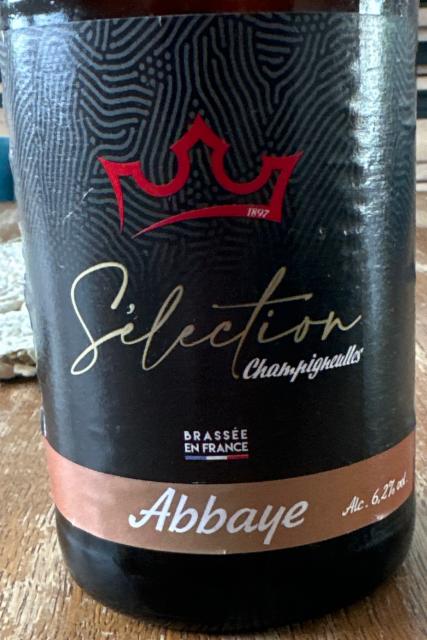 1897
Sélection
Champigneulles
BRASSÉE
EN FRANCE
Abbaye
Alc. 6,2% vol.